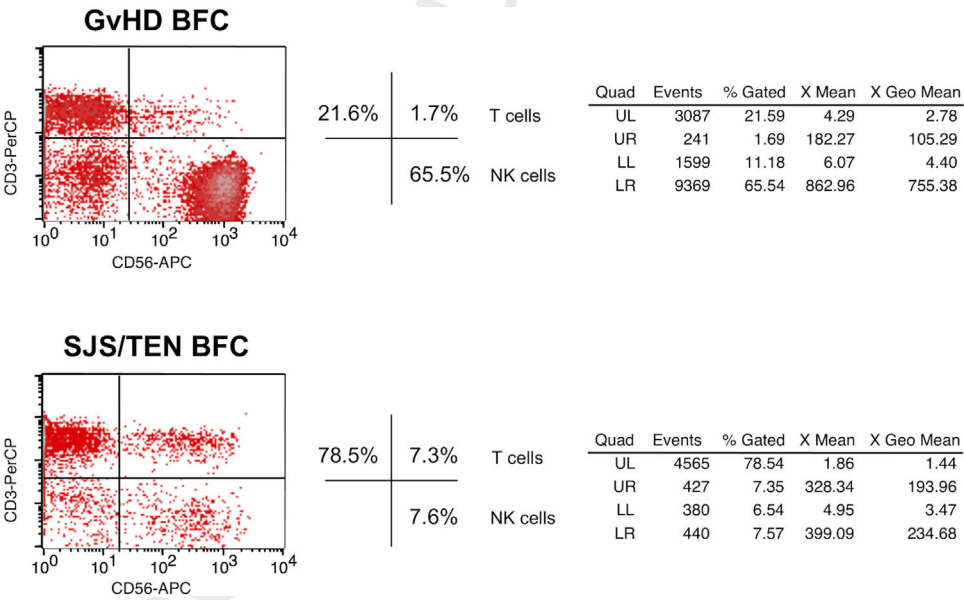 GvHD BFC
CD3-PerCP
10^0 10^1 10^2 10^3 10^4
CD56-APC
21.6% 1.7% T cells
65.5% NK cells
Quad Events % Gated X Mean X Geo Mean
UL 3087 21.59 4.29 2.78
UR 241 1.69 182.27 105.29
LL 1599 11.18 6.07 4.40
LR 9369 65.54 862.96 755.38
SJS/TEN BFC
CD3-PerCP
10^0 10^1 10^2 10^3 10^4
CD56-APC
78.5% 7.3% T cells
7.6% NK cells
Quad Events % Gated X Mean X Geo Mean
UL 4565 78.54 1.86 1.44
UR 427 7.35 328.34 193.96
LL 380 6.54 4.95 3.47
LR 440 7.57 399.09 234.68